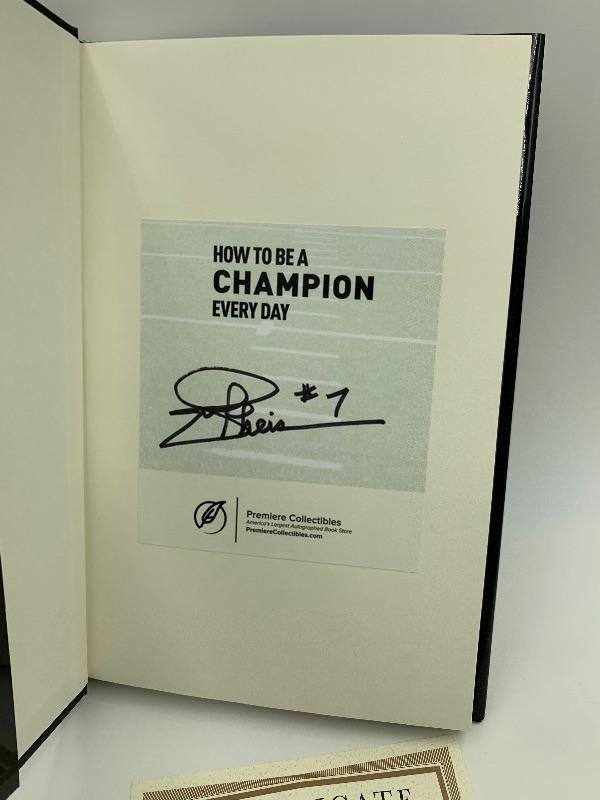 HOW TO BE A
CHAMPION
EVERY DAY
#7
Premiere Collectibles
America's Largest Autographed Book Store
PremiereCollectibles.com